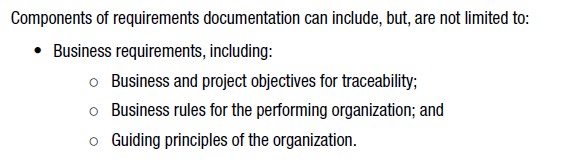 Components of requirements documentation can include, but, are not limited to:
• Business requirements, including:
○ Business and project objectives for traceability;
○ Business rules for the performing organization; and
○ Guiding principles of the organization.